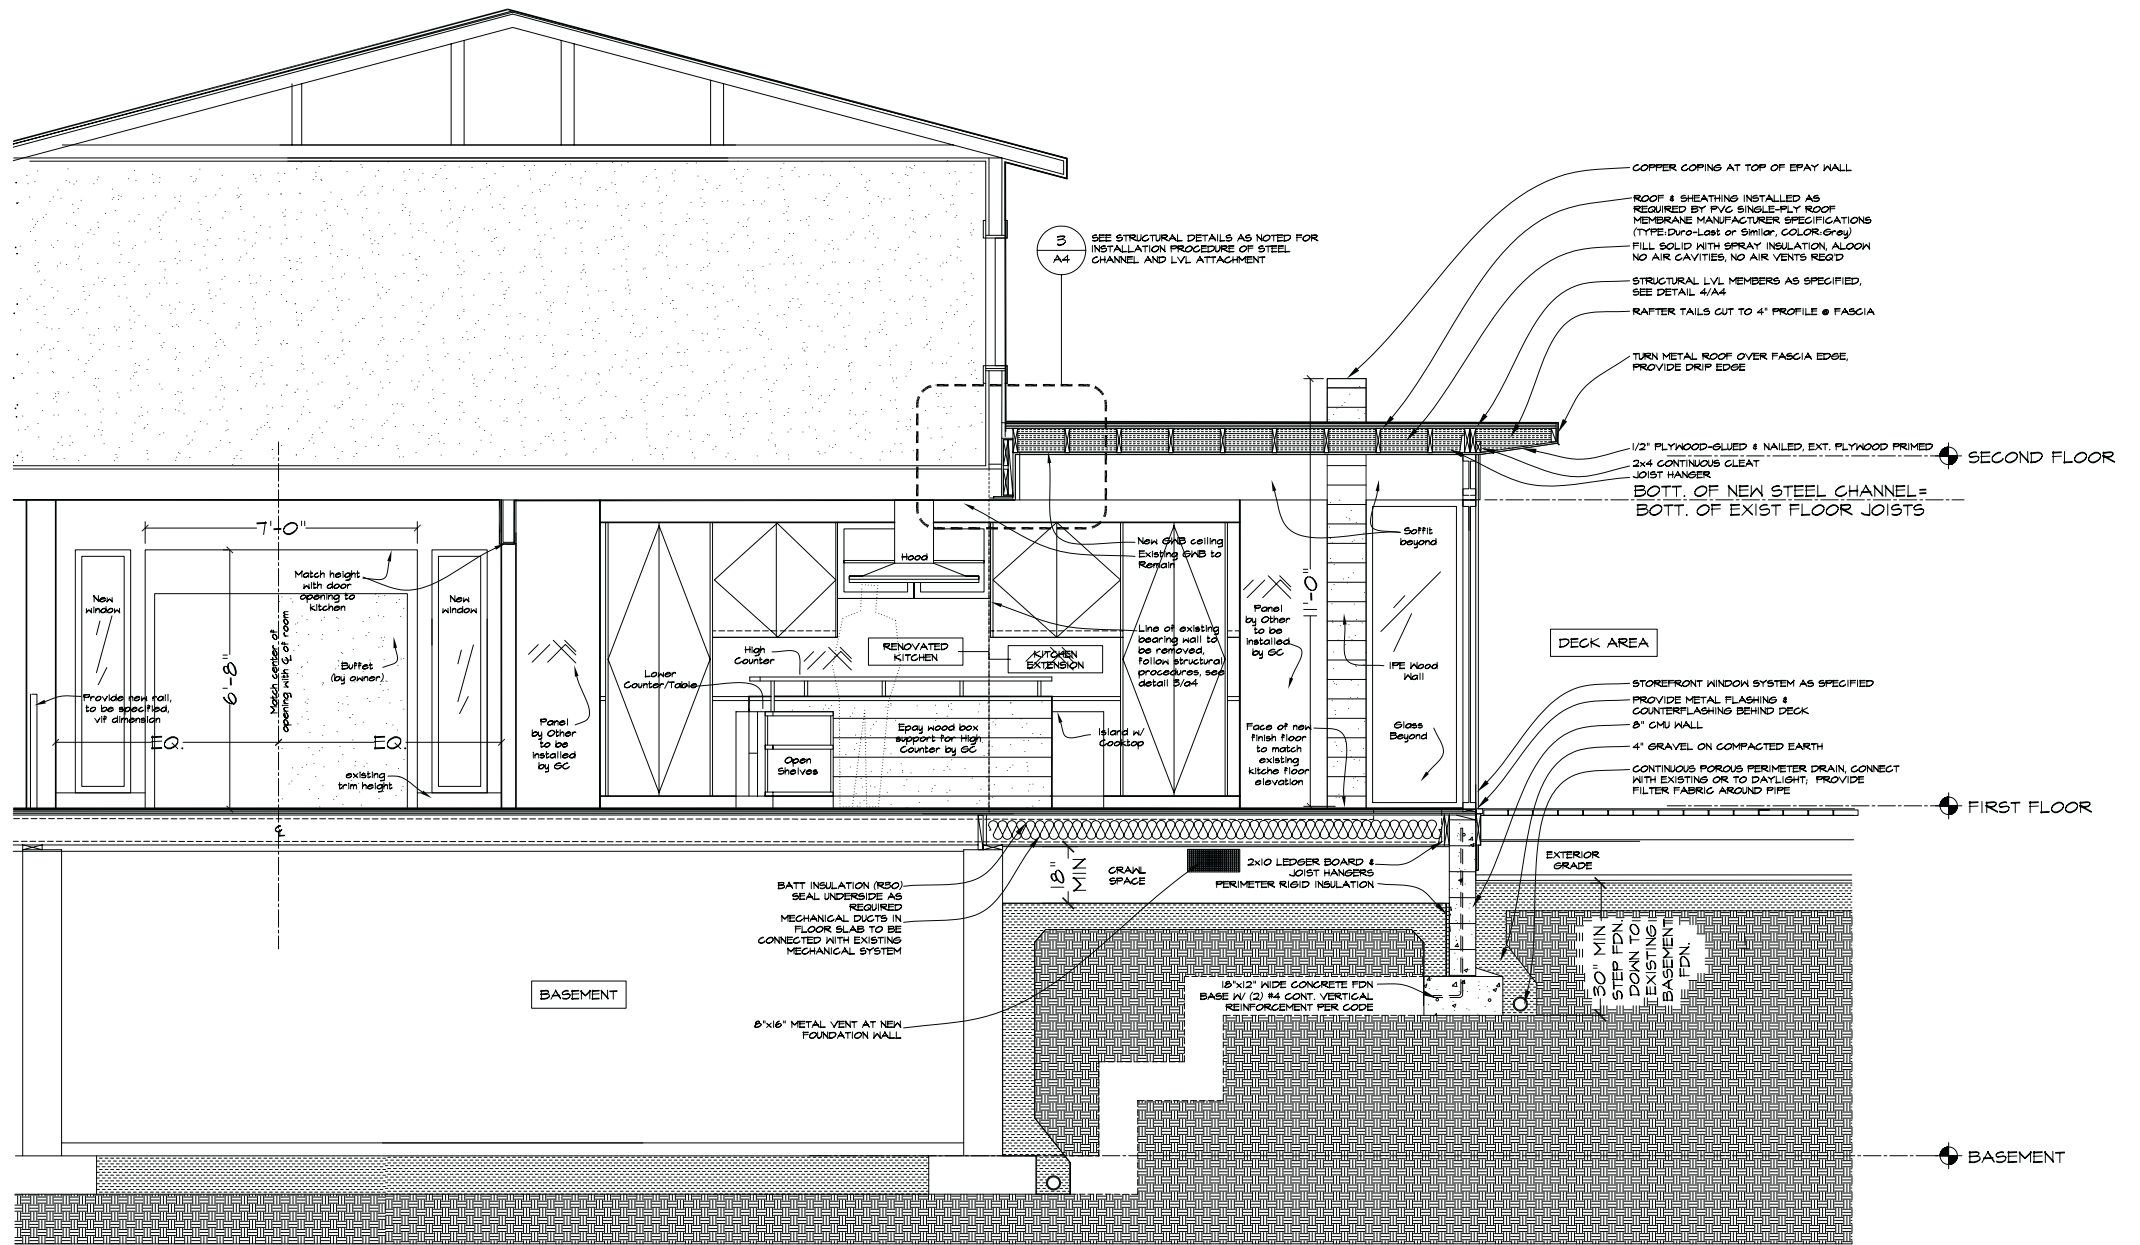 COPPER COPING AT TOP OF EPAY WALL
ROOF & SHEATHING INSTALLED AS
REQUIRED BY PVC SINGLE-PLY ROOF
MEMBRANE MANUFACTURER SPECIFICATIONS
(TYPE:Duro-Last or Similar, COLOR:Grey)
FILL SOLID WITH SPRAY INSULATION, ALOOW
NO AIR CAVITIES, NO AIR VENTS REQ'D
STRUCTURAL LVL MEMBERS AS SPECIFIED,
SEE DETAIL 4/A4
RAFTER TAILS CUT TO 4" PROFILE @ FASCIA
TURN METAL ROOF OVER FASCIA EDGE,
PROVIDE DRIP EDGE
3
A4
SEE STRUCTURAL DETAILS AS NOTED FOR
INSTALLATION PROCEDURE OF STEEL
CHANNEL AND LVL ATTACHMENT
1/2" PLYWOOD-GLUED & NAILED, EXT. PLYWOOD PRIMED
2x4 CONTINUOUS CLEAT
JOIST HANGER
SECOND FLOOR
BOTT. OF NEW STEEL CHANNEL=
BOTT. OF EXIST FLOOR JOISTS
7'-0"
Match height
with door
opening to
kitchen
New
window
New
window
Match center of
opening with ℄ of room
6'-8"
Buffet
(by owner)
Provide new rail,
to be specified,
vif dimension
EQ.
EQ.
existing
trim height
℄
Panel
by Other
to be
installed
by GC
Lower
Counter/Table
High
Counter
Hood
RENOVATED
KITCHEN
KITCHEN
EXTENSION
Epay wood box
support for High
Counter by GC
Open
Shelves
Island w/
Cooktop
New GWB ceiling
Existing GWB to
Remain
Line of existing
bearing wall to
be removed,
follow structural
procedures, see
detail 3/a4
Panel
by Other
to be
installed
by GC
Face of new
finish floor
to match
existing
kitche floor
elevation
11'-0"
Soffit
beyond
IPE Wood
Wall
Glass
Beyond
DECK AREA
STOREFRONT WINDOW SYSTEM AS SPECIFIED
PROVIDE METAL FLASHING &
COUNTERFLASHING BEHIND DECK
8" CMU WALL
4" GRAVEL ON COMPACTED EARTH
CONTINUOUS POROUS PERIMETER DRAIN, CONNECT
WITH EXISTING OR TO DAYLIGHT; PROVIDE
FILTER FABRIC AROUND PIPE
FIRST FLOOR
EXTERIOR
GRADE
18"
MIN
CRAWL
SPACE
2x10 LEDGER BOARD &
JOIST HANGERS
PERIMETER RIGID INSULATION
BATT INSULATION (R30)
SEAL UNDERSIDE AS
REQUIRED
MECHANICAL DUCTS IN
FLOOR SLAB TO BE
CONNECTED WITH EXISTING
MECHANICAL SYSTEM
30" MIN
STEP FDN.
DOWN TO
EXISTING
BASEMENT
FDN.
18"x12" WIDE CONCRETE FDN
BASE W/ (2) #4 CONT. VERTICAL
REINFORCEMENT PER CODE
BASEMENT
8"x16" METAL VENT AT NEW
FOUNDATION WALL
BASEMENT